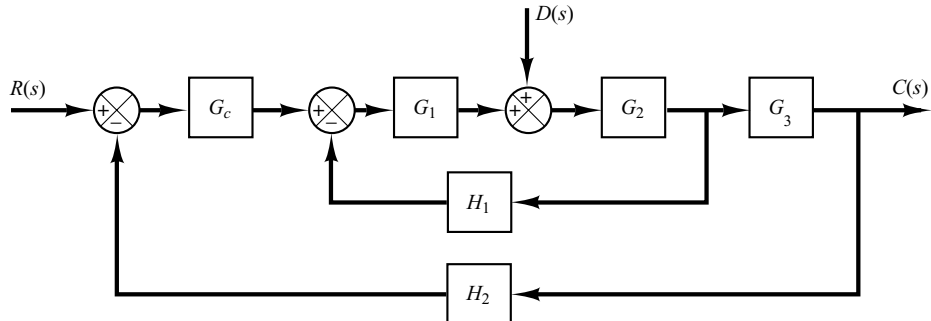 D(s)
R(s)
C(s)
+
−
G_c
+
−
G_1
+
+
G_2
G_3
H_1
H_2